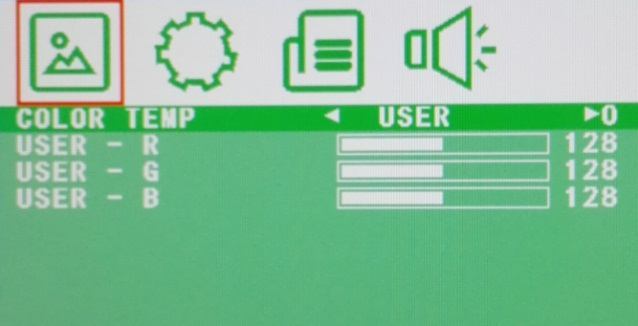 COLOR TEMP ◄ USER ►0
USER - R 128
USER - G 128
USER - B 128